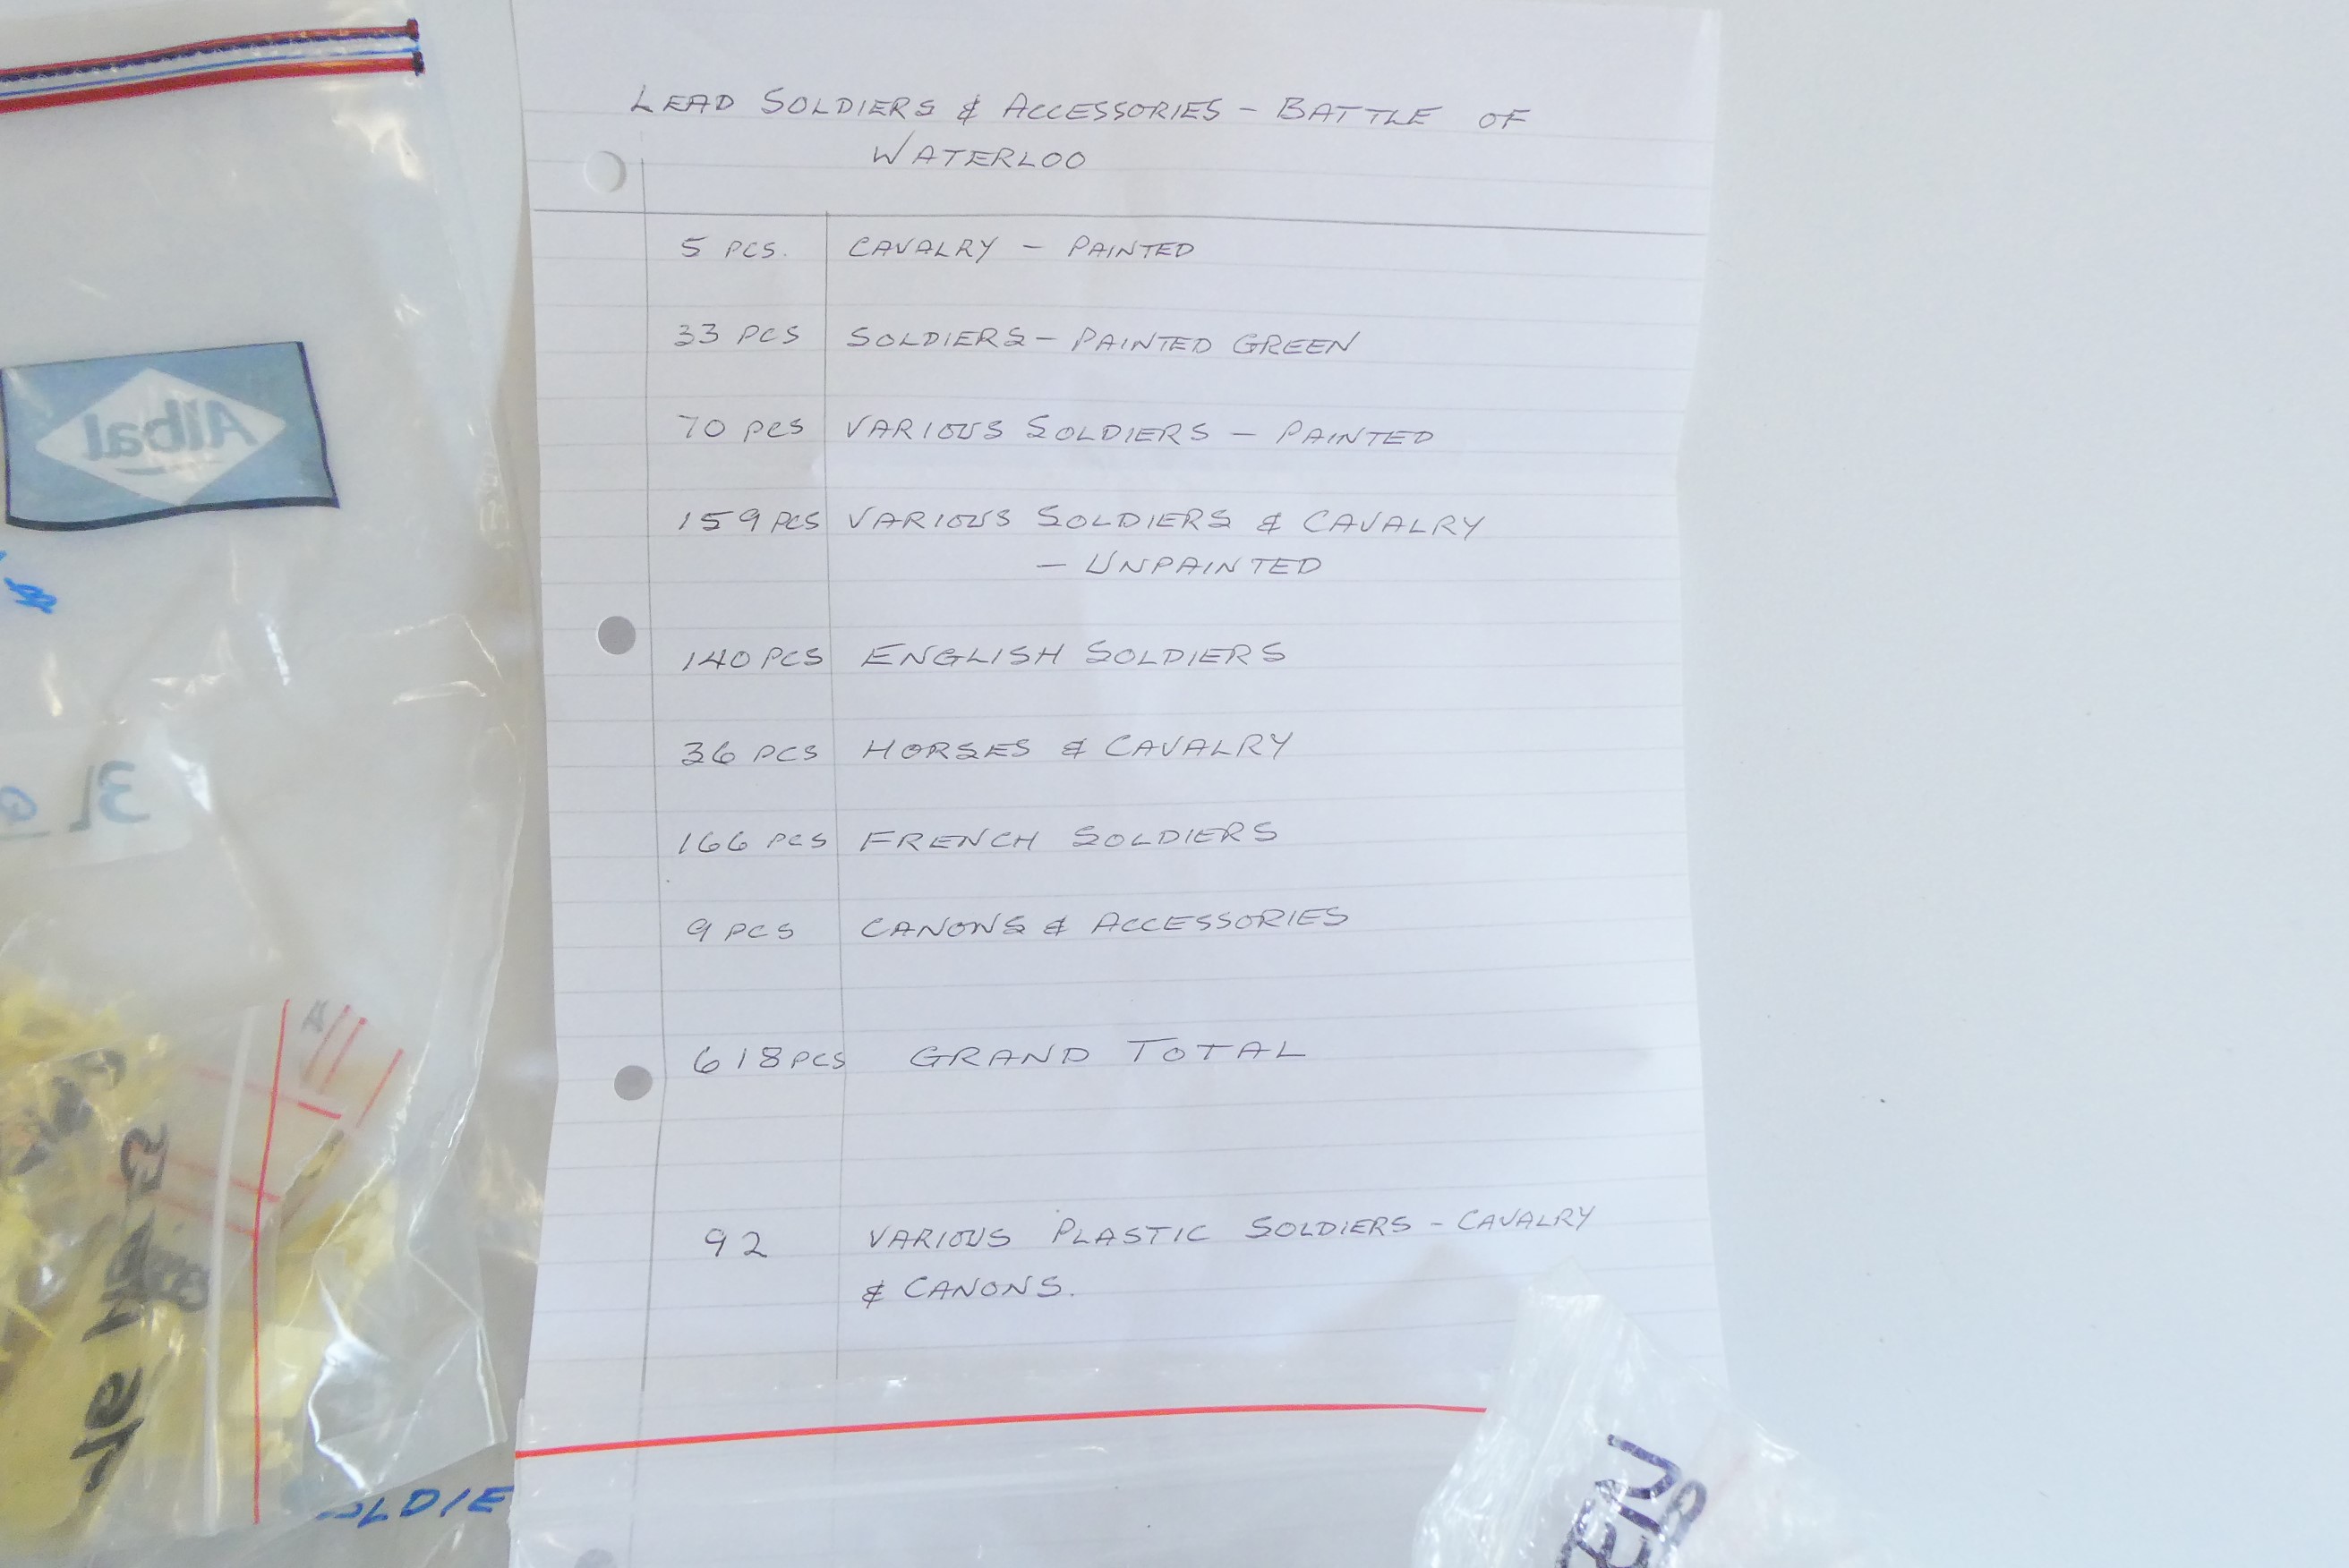 LEAD SOLDIERS & ACCESSORIES - BATTLE OF
WATERLOO
5 PCS. CAVALRY - PAINTED
33 PCS SOLDIERS - PAINTED GREEN
70 PCS VARIOUS SOLDIERS - PAINTED
159 PCS VARIOUS SOLDIERS & CAVALRY
- UNPAINTED
140 PCS ENGLISH SOLDIERS
36 PCS HORSES & CAVALRY
166 PCS FRENCH SOLDIERS
9 PCS CANONS & ACCESSORIES
618 PCS GRAND TOTAL
92 VARIOUS PLASTIC SOLDIERS - CAVALRY
& CANONS.
Albal
3L
OLDIE